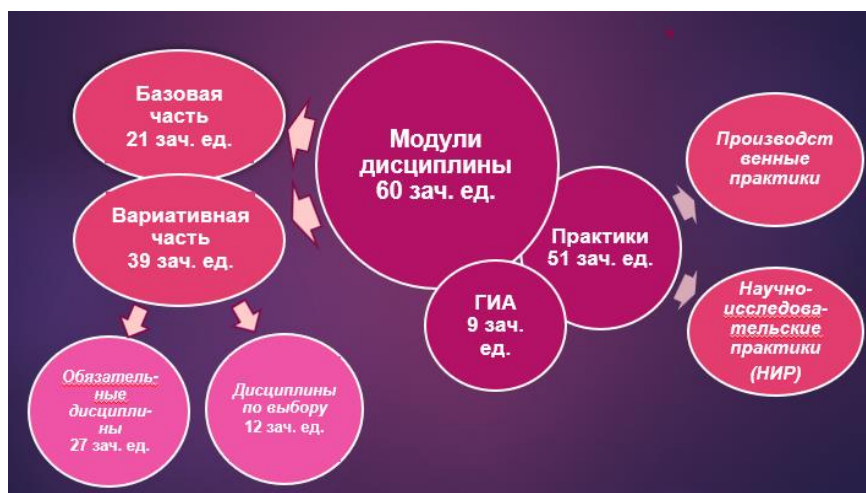 Базовая
часть
21 зач. ед.
Вариативная
часть
39 зач. ед.
Обязатель-
ные
дисципли-
ны
27 зач. ед.
Дисциплины
по выбору
12 зач. ед.
Модули
дисциплины
60 зач. ед.
Практики
51 зач. ед.
ГИА
9 зач.
ед.
Производст
венные
практики
Научно-
исследова-
тельские
практики
(НИР)